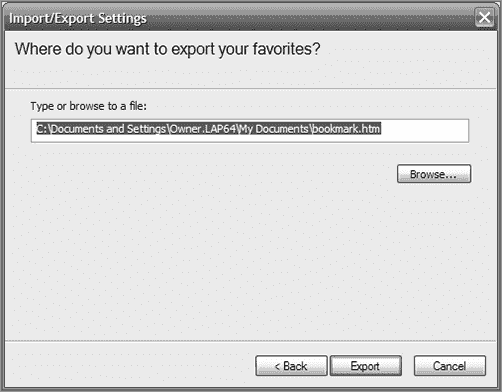 Import/Export Settings
Where do you want to export your favorites?
Type or browse to a file:
C:\Documents and Settings\Owner.LAP64\My Documents\bookmark.htm
Browse...
< Back
Export
Cancel